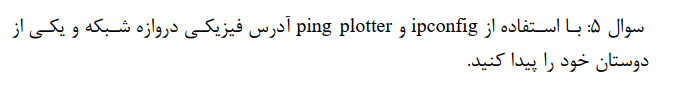 سوال ۵: با استفاده از ipconfig و ping plotter آدرس فیزیکی دروازه شبکه و یکی از
دوستان خود را پیدا کنید.